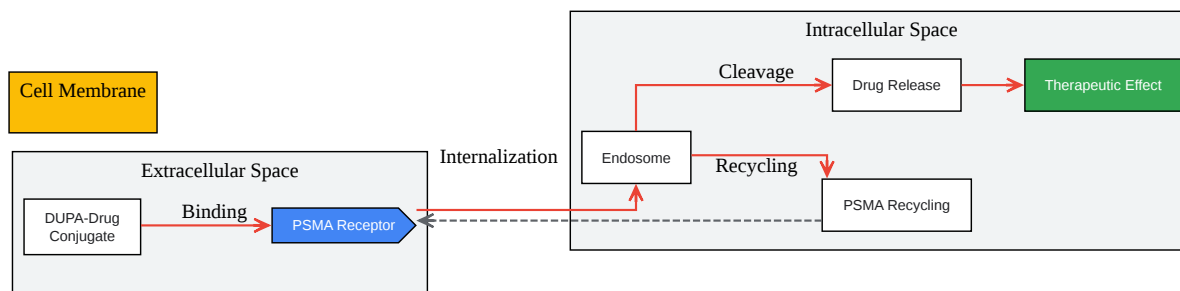 Intracellular Space
Cleavage
Drug Release
Therapeutic Effect
Cell Membrane
Internalization
Endosome
Recycling
Extracellular Space
PSMA Recycling
Binding
DUPA-Drug
Conjugate
PSMA Receptor